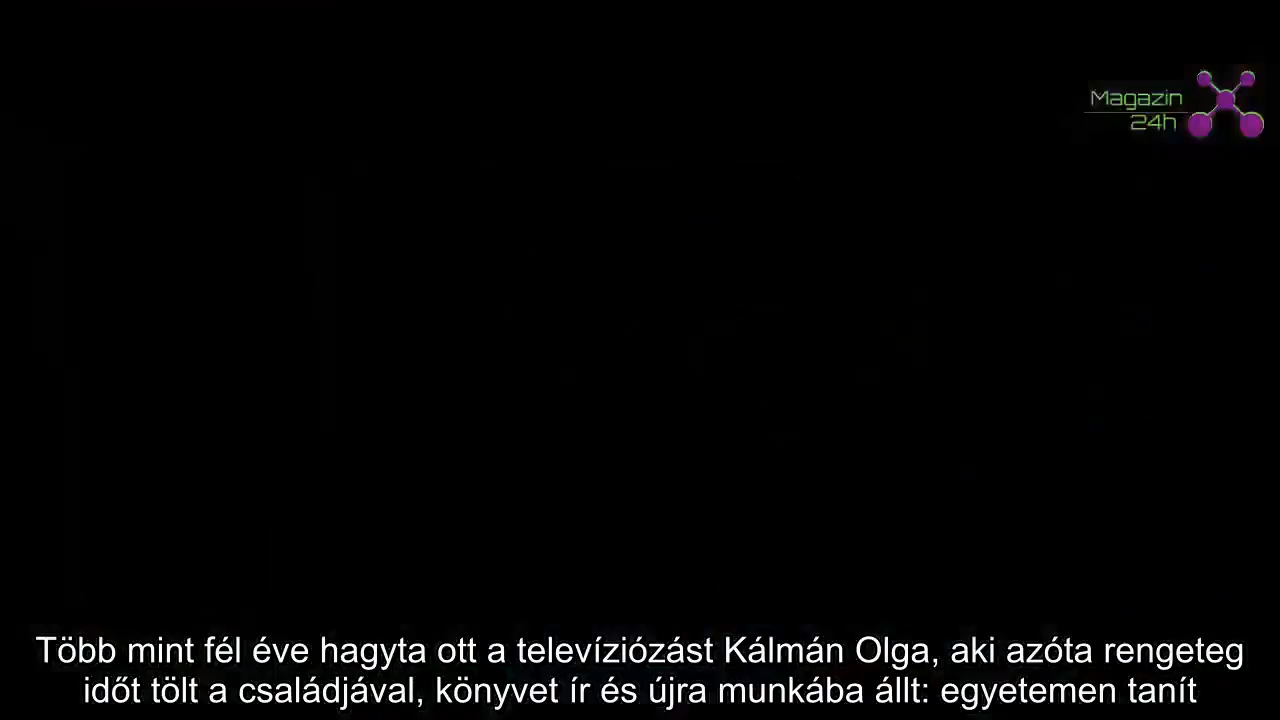 Magazin
24h
Több mint fél éve hagyta ott a televíziózást Kálmán Olga, aki azóta rengeteg
időt tölt a családjával, könyvet ír és újra munkába állt: egyetemen tanít